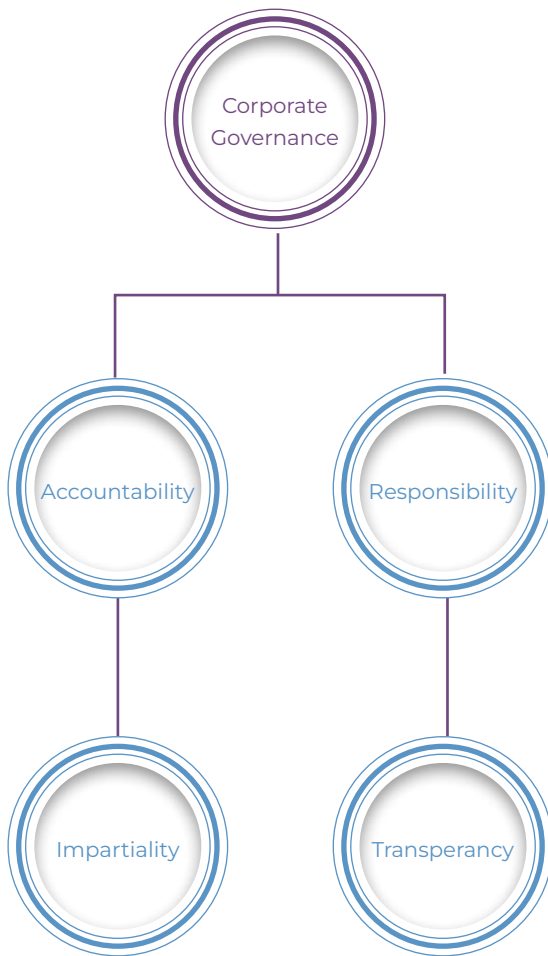 Corporate
Governance
Accountability
Responsibility
Impartiality
Transperancy